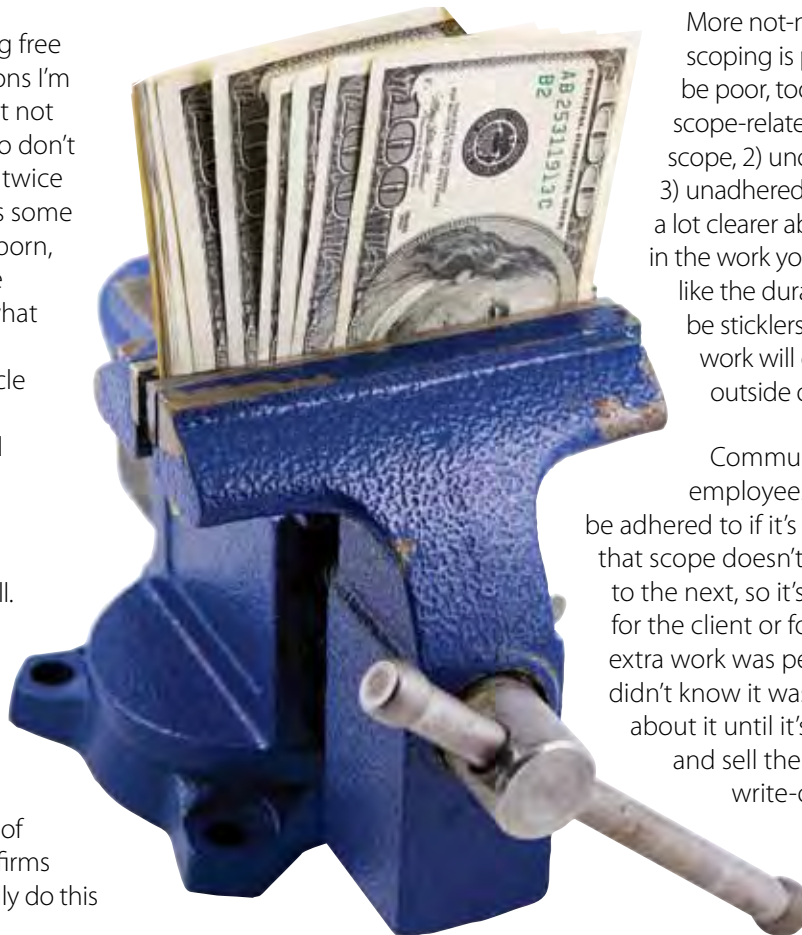 g free
ons I'm
t not
o don't
twice
s some
orn,
e
hat
cle
l
ll.
of
firms
ly do this
100
AB25311913C
B2
100
More not-r
scoping is p
be poor, too
scope-relate
scope, 2) und
3) unadhered
a lot clearer ab
in the work yo
like the dura
be sticklers
work will
outside o
Commu
employee
be adhered to if it's
that scope doesn't
to the next, so it's
for the client or fo
extra work was pe
didn't know it was
about it until it's
and sell the
write-o